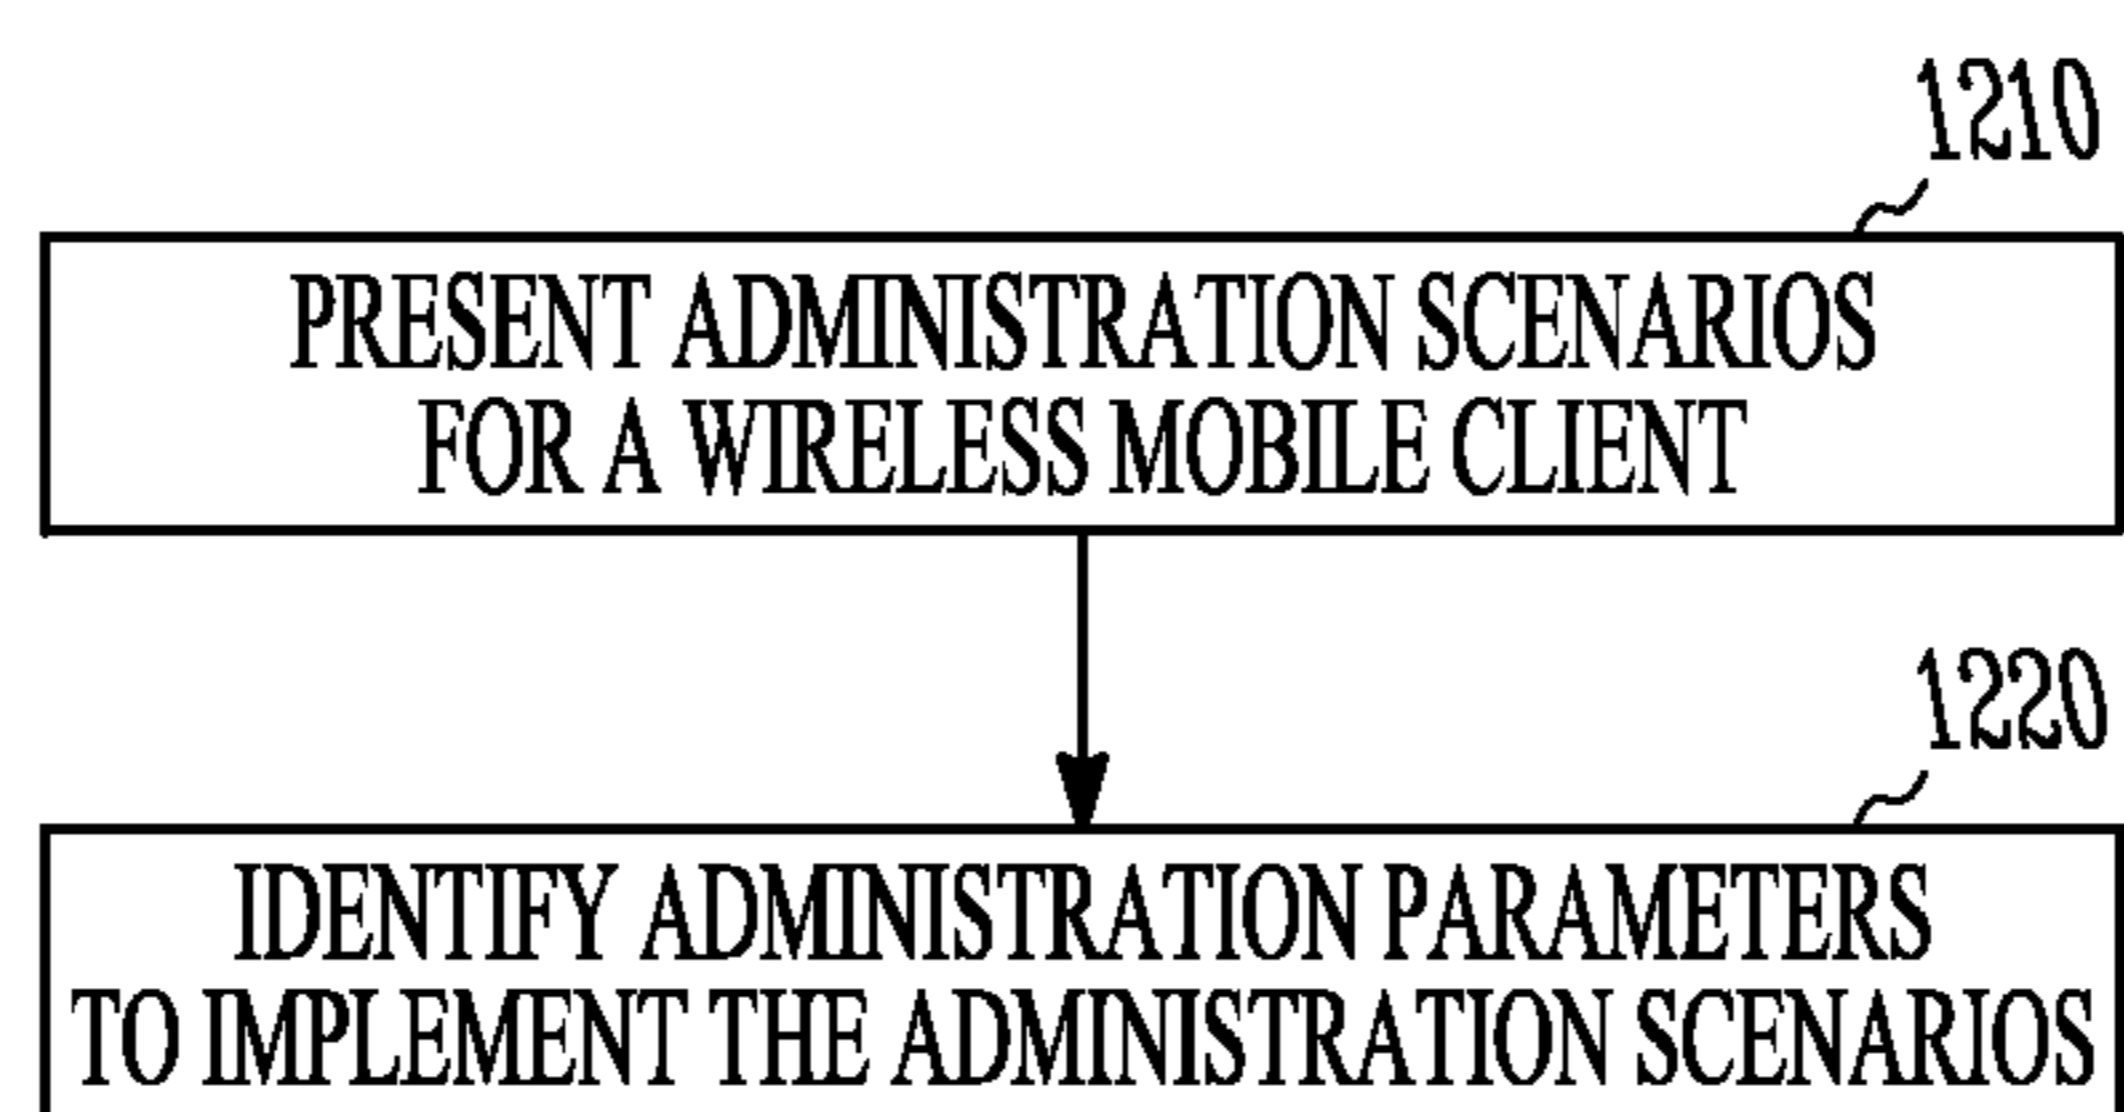 1210
PRESENT ADMINISTRATION SCENARIOS
FOR A WIRELESS MOBILE CLIENT
1220
IDENTIFY ADMINISTRATION PARAMETERS
TO IMPLEMENT THE ADMINISTRATION SCENARIOS